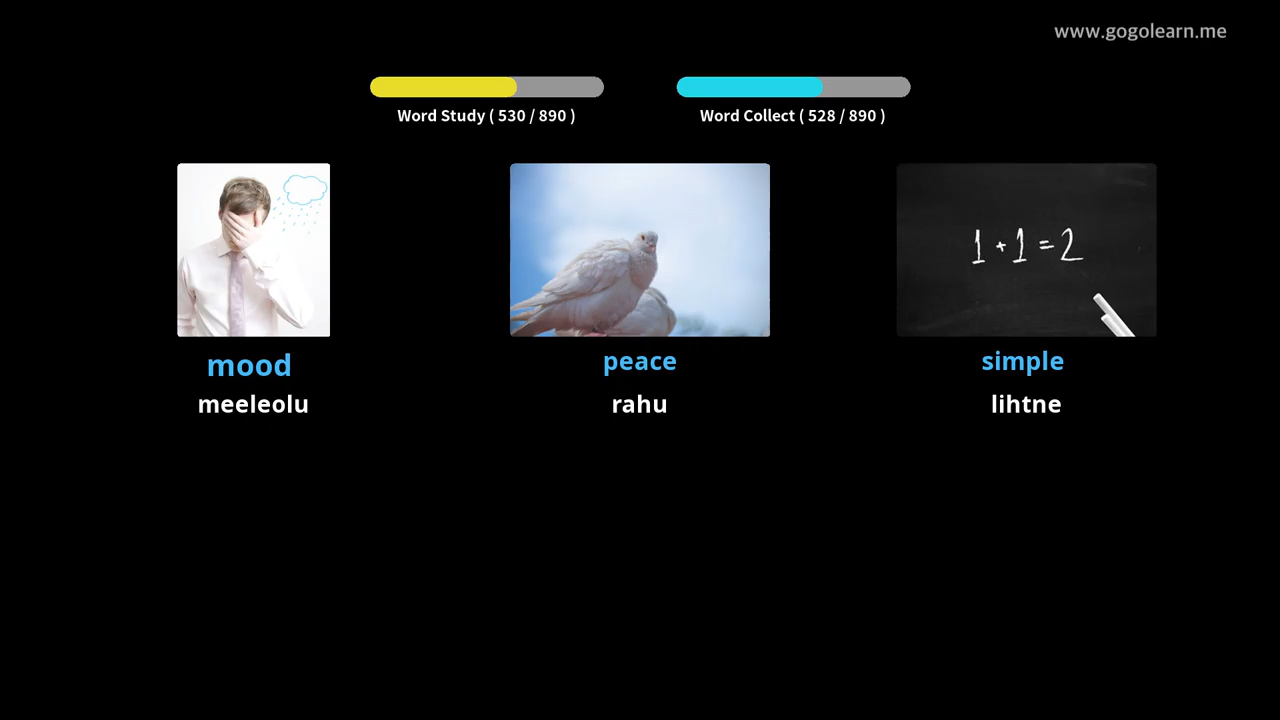 www.gogolearn.me
Word Study ( 530 / 890 )
Word Collect ( 528 / 890 )
1 + 1 = 2
mood
peace
simple
meeleolu
rahu
lihtne